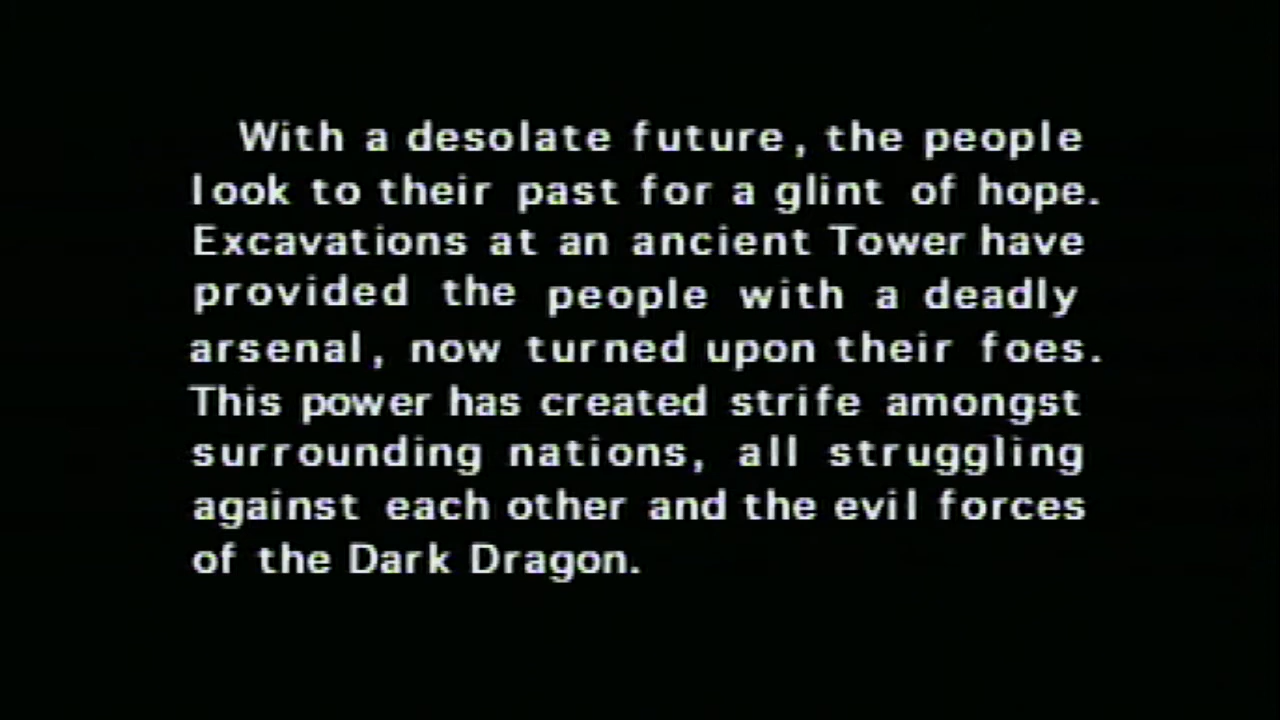 With a desolate future, the people
look to their past for a glint of hope.
Excavations at an ancient Tower have
provided the people with a deadly
arsenal, now turned upon their foes.
This power has created strife amongst
surrounding nations, all struggling
against each other and the evil forces
of the Dark Dragon.